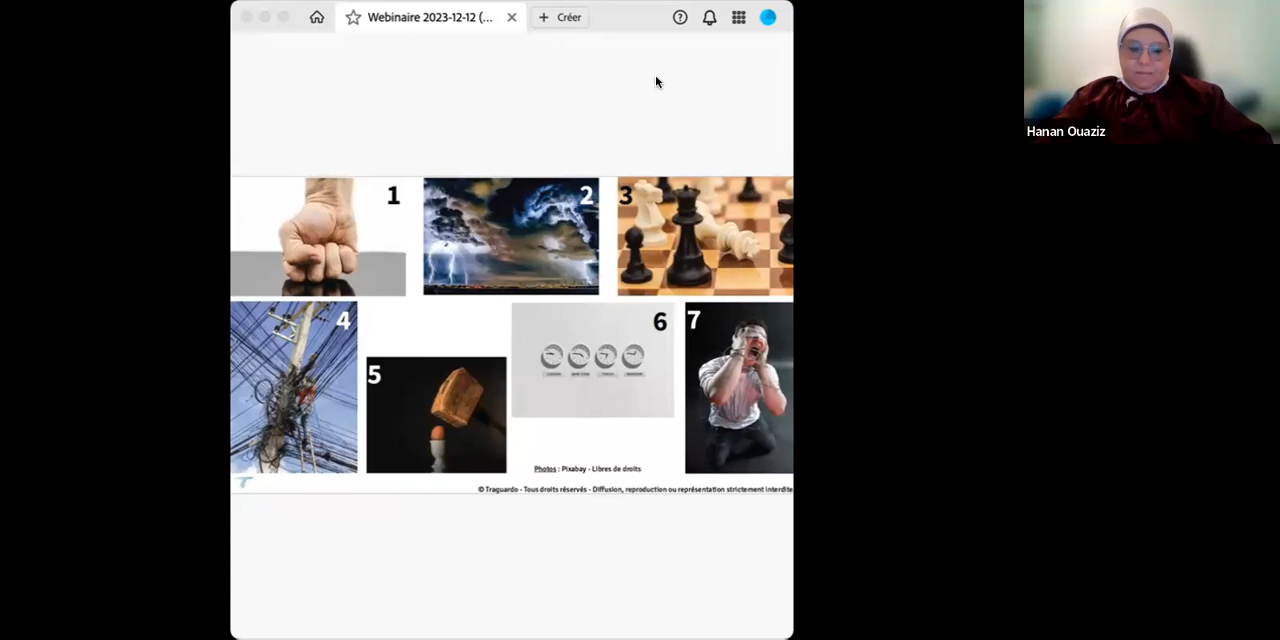 Webinaire 2023-12-12 (...
Créer
Hanan Ouaziz
1
2
3
4
5
6
7
Photos : Pixabay - Libres de droits
© Traguardo - Tous droits réservés - Diffusion, reproduction ou représentation strictement interdite